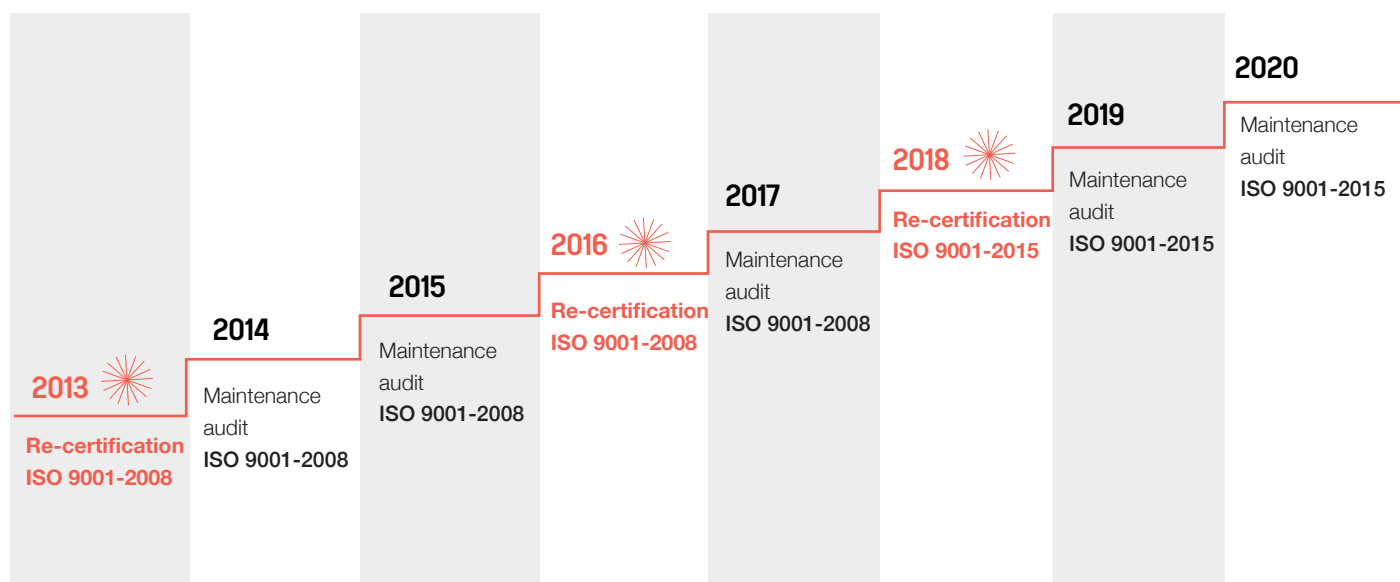 2013
Re-certification
ISO 9001-2008
2014
Maintenance
audit
ISO 9001-2008
2015
Maintenance
audit
ISO 9001-2008
2016
Re-certification
ISO 9001-2008
2017
Maintenance
audit
ISO 9001-2008
2018
Re-certification
ISO 9001-2015
2019
Maintenance
audit
ISO 9001-2015
2020
Maintenance
audit
ISO 9001-2015